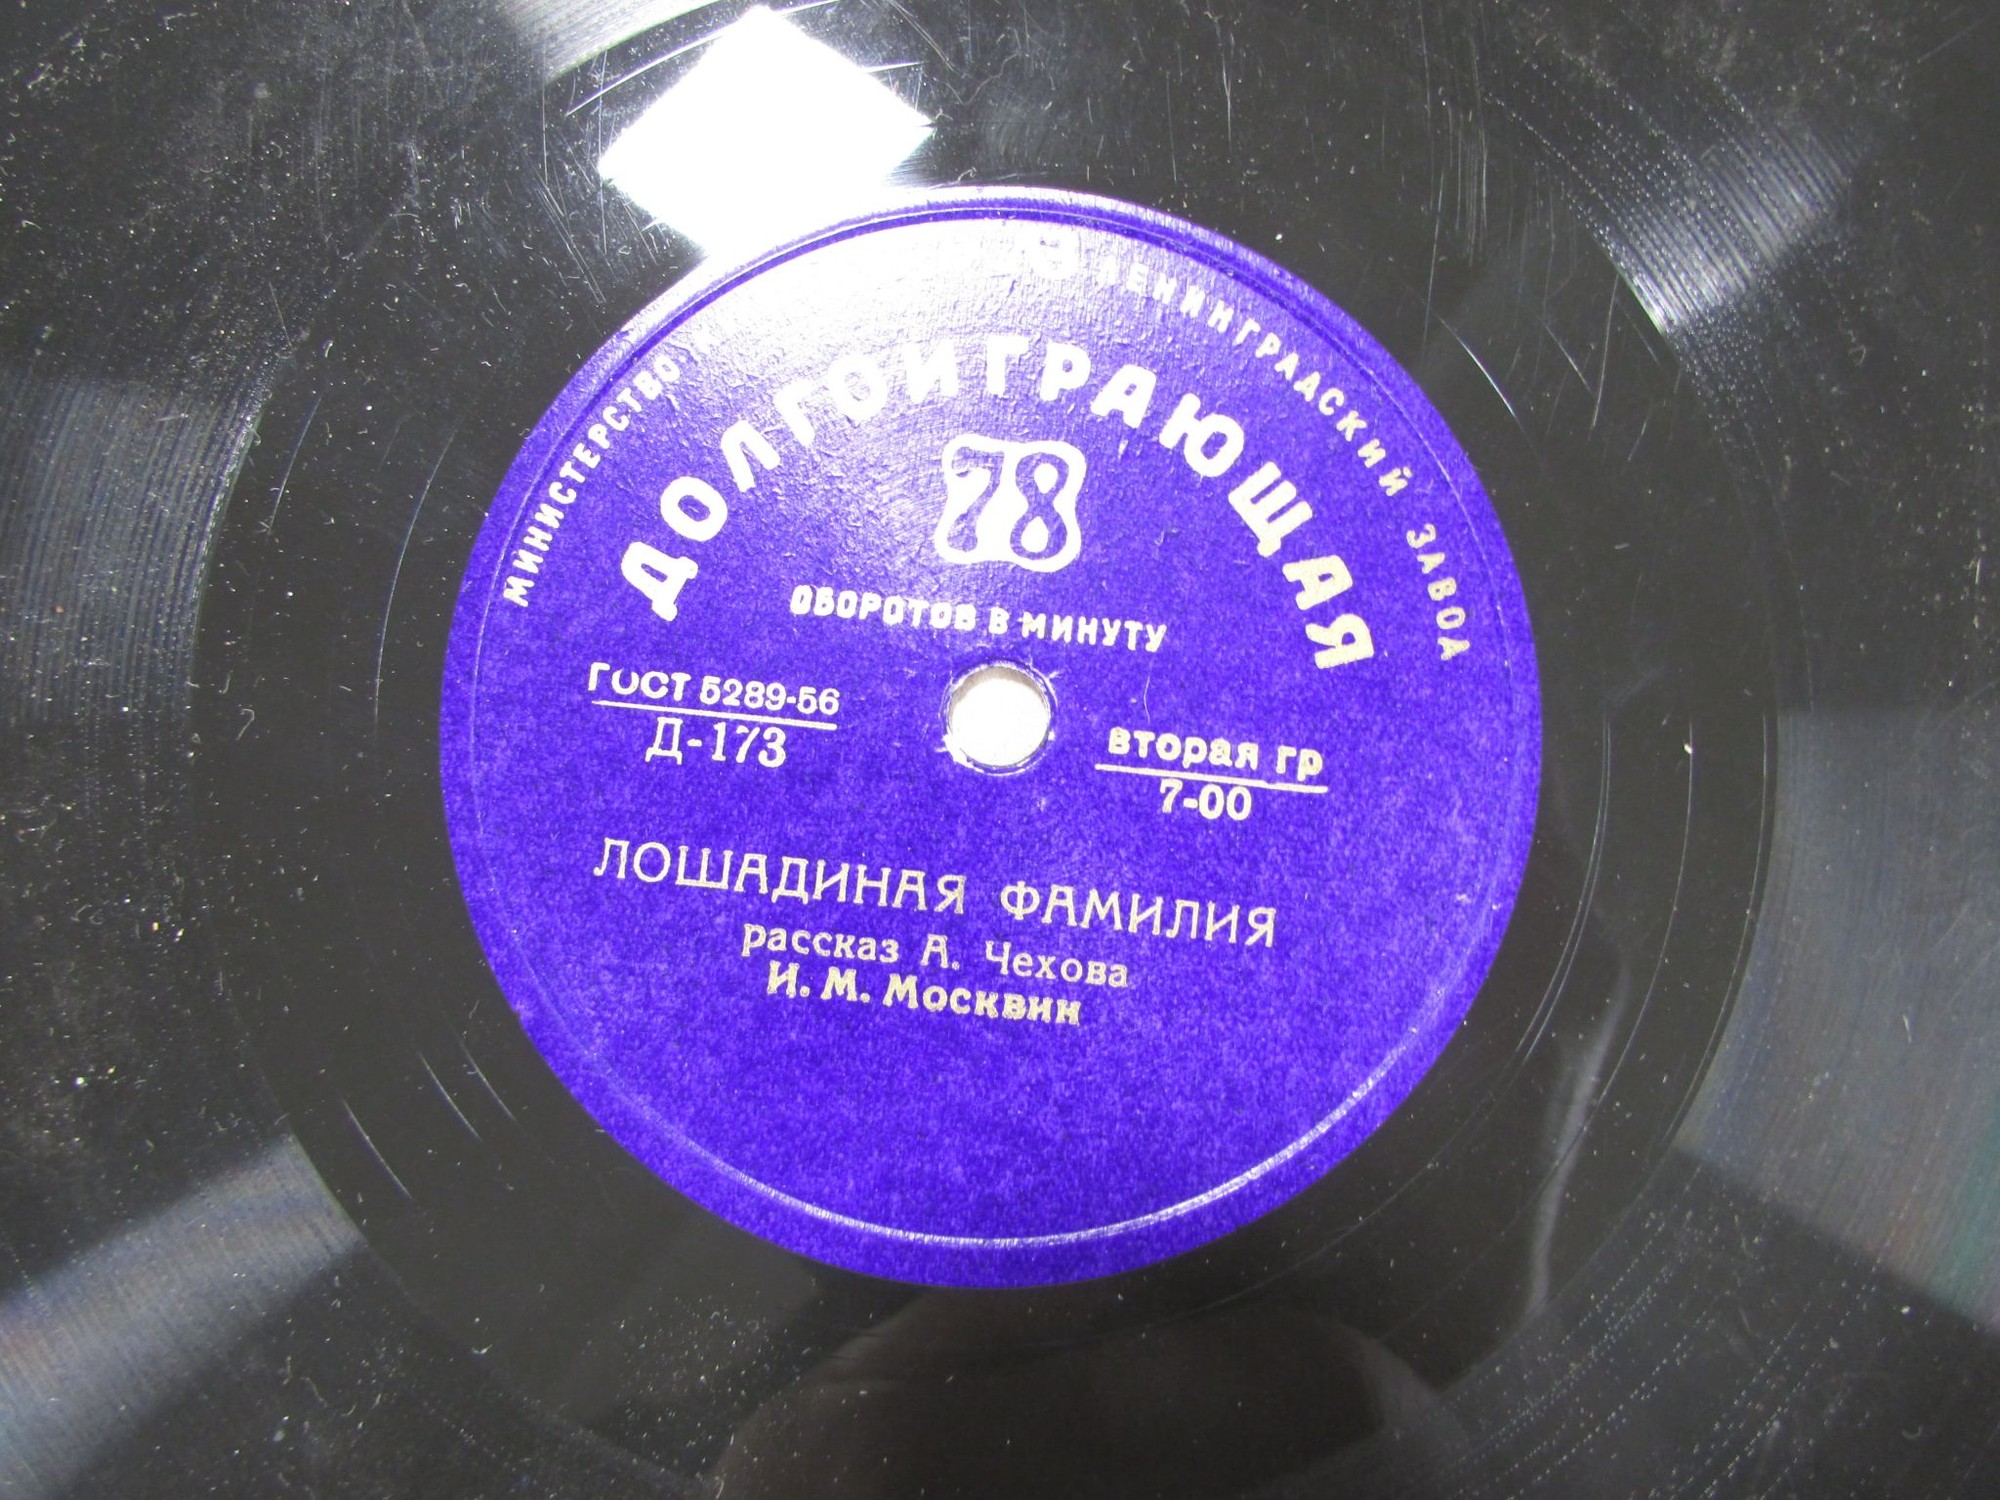 МИНИСТЕРСТВО
ЛЕНИНГРАДСКИЙ ЗАВОД
ДОЛГОИГРАЮЩАЯ
78
ОБОРОТОВ В МИНУТУ
ГОСТ 5289-56
Д-173
вторая гр
7-00
ЛОШАДИНАЯ ФАМИЛИЯ
рассказ А. Чехова
И. М. Москвин